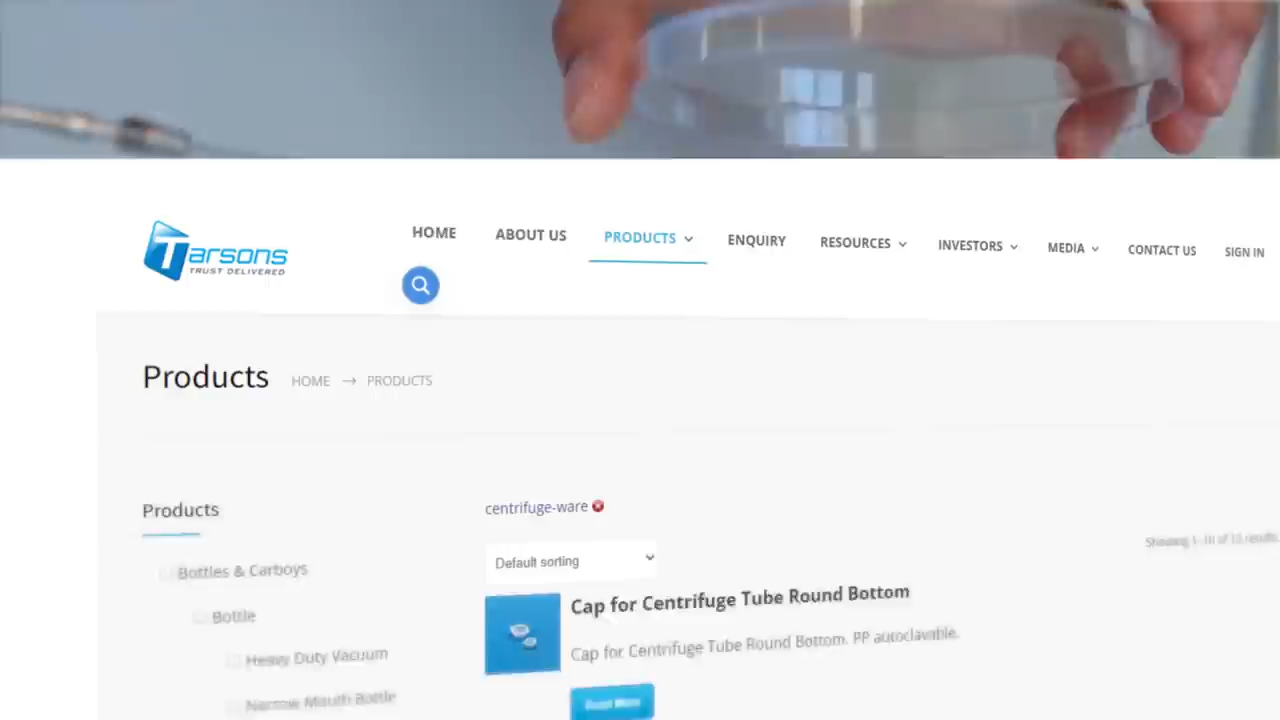 Tarsons
TRUST DELIVERED
HOME ABOUT US PRODUCTS ENQUIRY RESOURCES INVESTORS MEDIA CONTACT US SIGN IN
Products HOME → PRODUCTS
Products
Bottles & Carboys
Bottle
Heavy Duty Vacuum
Narrow Mouth Bottle
centrifuge-ware
Default sorting
Cap for Centrifuge Tube Round Bottom
Cap for Centrifuge Tube Round Bottom. PP autoclavable.
Read More